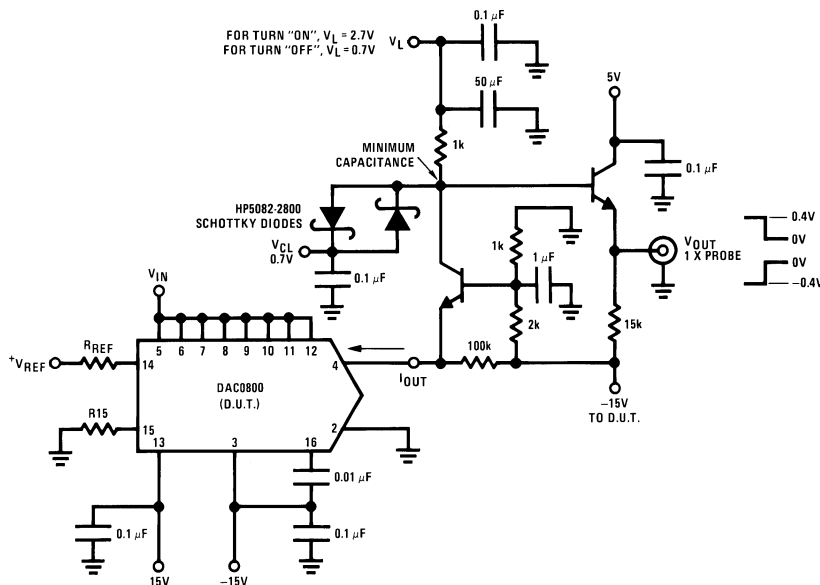 0.1 μF
FOR TURN "ON", VL = 2.7V
FOR TURN "OFF", VL = 0.7V
VL
50 μF
5V
1k
MINIMUM
CAPACITANCE
0.1 μF
HP5082-2800
SCHOTTKY DIODES
VCL
0.7V
0.1 μF
1k
1 μF
2k
VOUT
1 X PROBE
0.4V
0V
0V
−0.4V
15k
VIN
5 6 7 8 9 10 11 12
+VREF
RREF
14
4
IOUT
100k
−15V
TO D.U.T.
DAC0800
(D.U.T.)
R15
15
2
13
3
16
0.01 μF
0.1 μF
0.1 μF
15V
−15V